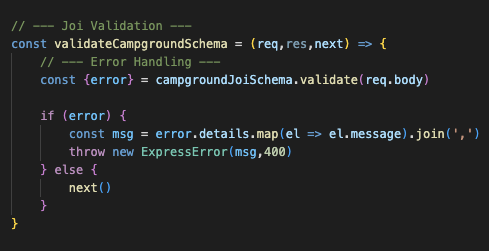 // --- Joi Validation ---
const validateCampgroundSchema = (req,res,next) => {
    // --- Error Handling ---
    const {error} = campgroundJoiSchema.validate(req.body)

    if (error) {
        const msg = error.details.map(el => el.message).join(',')
        throw new ExpressError(msg,400)
    } else {
        next()
    }
}